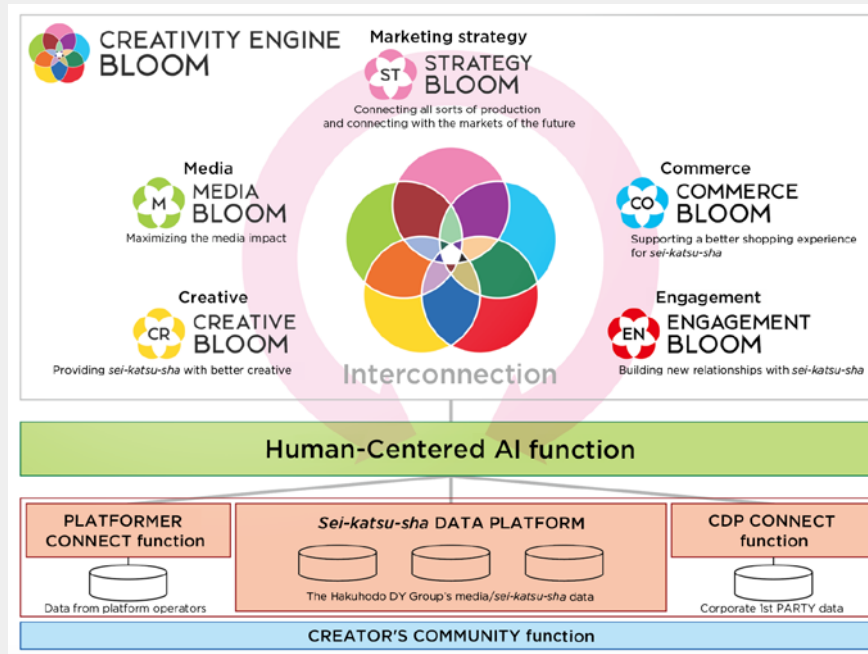 CREATIVITY ENGINE
BLOOM
Marketing strategy
ST
STRATEGY
BLOOM
Connecting all sorts of production
and connecting with the markets of the future
Media
M
MEDIA
BLOOM
Maximizing the media impact
Commerce
CO
COMMERCE
BLOOM
Supporting a better shopping experience
for sei-katsu-sha
Creative
CR
CREATIVE
BLOOM
Providing sei-katsu-sha with better creative
Engagement
EN
ENGAGEMENT
BLOOM
Building new relationships with sei-katsu-sha
Interconnection
Human-Centered AI function
PLATFORMER
CONNECT function
Data from platform operators
Sei-katsu-sha DATA PLATFORM
The Hakuhodo DY Group's media/sei-katsu-sha data
CDP CONNECT
function
Corporate 1st PARTY data
CREATOR'S COMMUNITY function